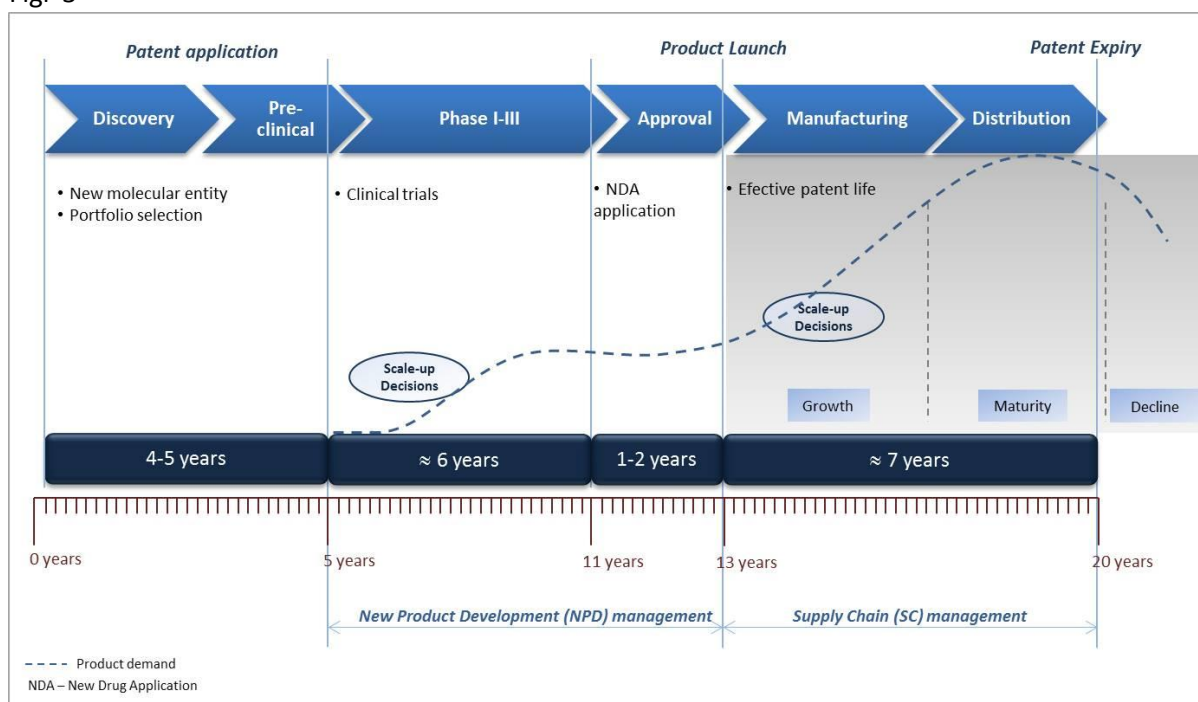 Patent application
Product Launch
Patent Expiry
Discovery
Pre-
clinical
Phase I-III
Approval
Manufacturing
Distribution
• New molecular entity
• Portfolio selection
• Clinical trials
• NDA
application
• Efective patent life
Scale-up
Decisions
Scale-up
Decisions
Growth
Maturity
Decline
4-5 years
≈ 6 years
1-2 years
≈ 7 years
0 years
5 years
11 years
13 years
20 years
New Product Development (NPD) management
Supply Chain (SC) management
Product demand
NDA – New Drug Application